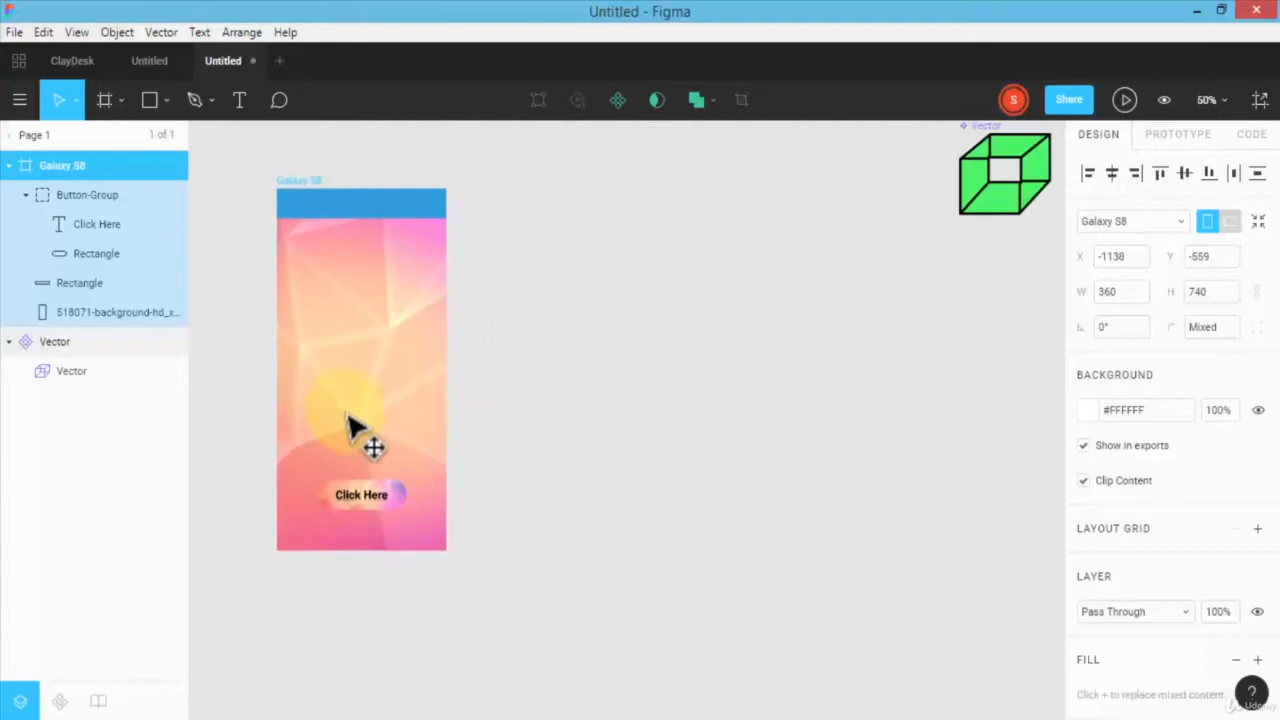 Untitled - Figma
File Edit View Object Vector Text Arrange Help
ClayDesk Untitled Untitled
S Share 50%
Page 1 1 of 1
Galaxy S8
Button-Group
Click Here
Rectangle
Rectangle
518071-background-hd_x...
Vector
Vector
Galaxy S8
Click Here
Vector
DESIGN PROTOTYPE CODE
Galaxy S8
X -1138 Y -559
W 360 H 740
0° Mixed
BACKGROUND
#FFFFFF 100%
Show in exports
Clip Content
LAYOUT GRID
LAYER
Pass Through 100%
FILL
Click + to replace mixed content.
?
Udemy